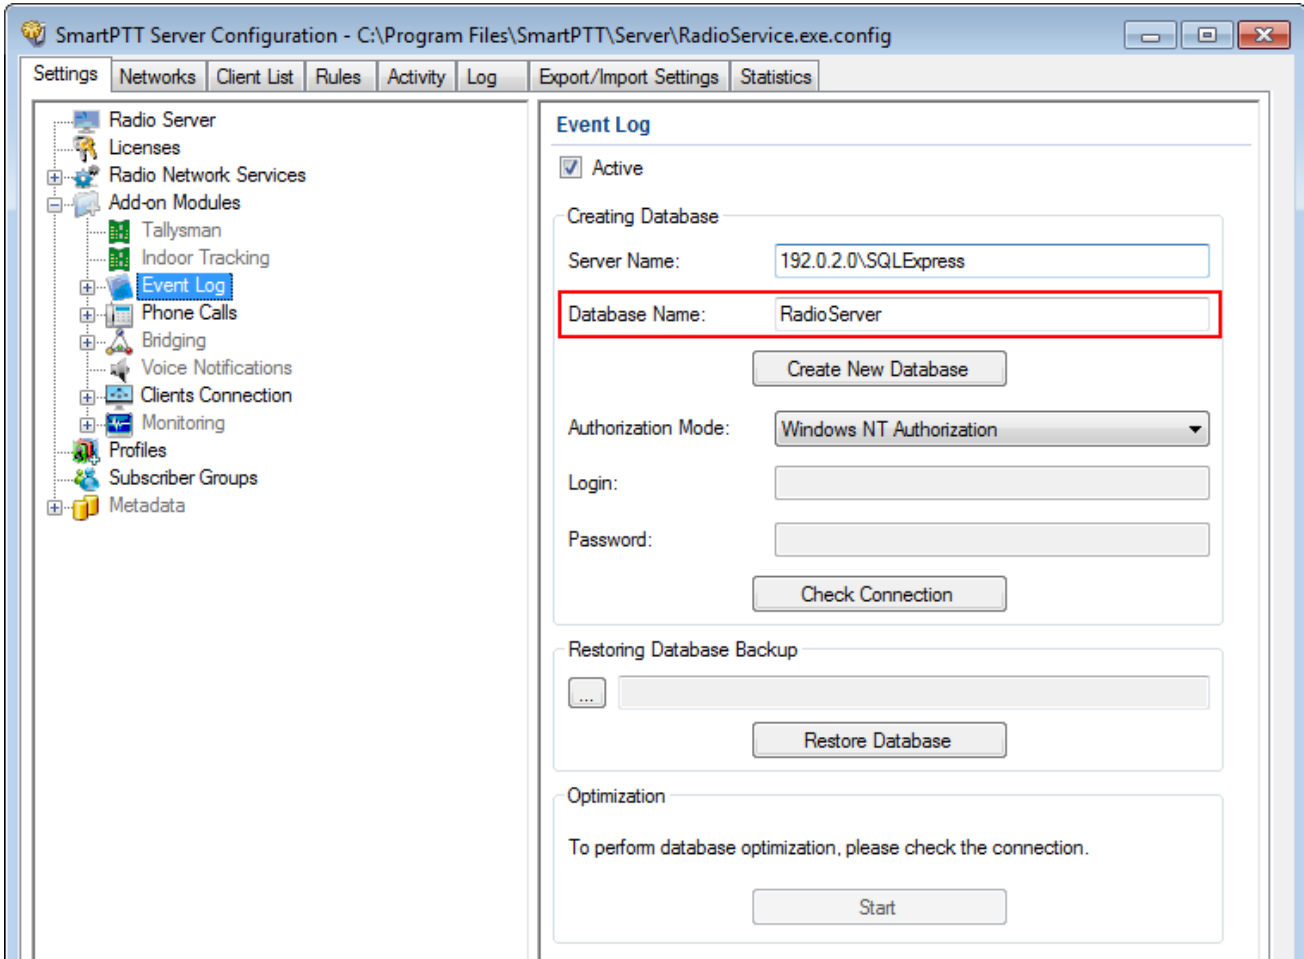 SmartPTT Server Configuration - C:\Program Files\SmartPTT\Server\RadioService.exe.config
Settings Networks Client List Rules Activity Log Export/Import Settings Statistics
Radio Server
Licenses
Radio Network Services
Add-on Modules
Tallysman
Indoor Tracking
Event Log
Phone Calls
Bridging
Voice Notifications
Clients Connection
Monitoring
Profiles
Subscriber Groups
Metadata
Event Log
Active
Creating Database
Server Name: 192.0.2.0\SQLExpress
Database Name: RadioServer
Create New Database
Authorization Mode: Windows NT Authorization
Login:
Password:
Check Connection
Restoring Database Backup
...
Restore Database
Optimization
To perform database optimization, please check the connection.
Start